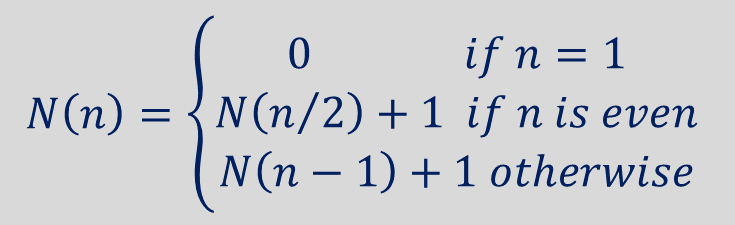 0 if n = 1
N(n) = { N(n/2) + 1 if n is even
N(n − 1) + 1 otherwise